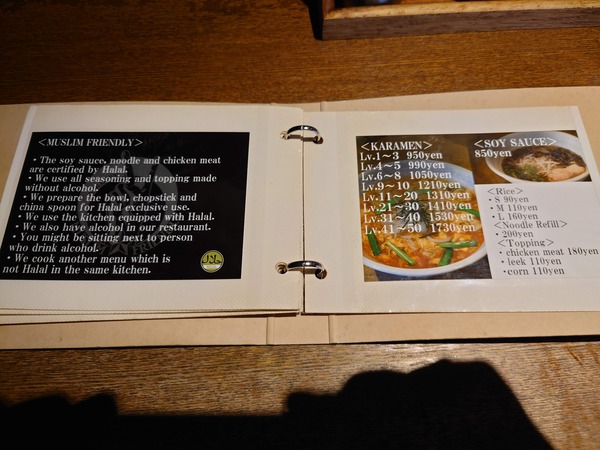 <MUSLIM FRIENDLY>
・The soy sauce, noodle and chicken meat
are certified by Halal.
・We use all seasoning and topping made
without alcohol.
・We prepare the bowl, chopstick and
china spoon for Halal exclusive use.
・We use the kitchen equipped with Halal.
・We also have alcohol in our restaurant.
・You might be sitting next to person
who drink alcohol.
・We cook another menu which is
not Halal in the same kitchen.
<KARAMEN>
Lv.1～3 950yen
Lv.4～5 990yen
Lv.6～8 1050yen
Lv.9～10 1210yen
Lv.11～20 1310yen
Lv.21～30 1410yen
Lv.31～40 1530yen
Lv.41～50 1730yen
<SOY SAUCE>
850yen
<Rice>
・S 90yen
・M 110yen
・L 160yen
<Noodle Refill>
・200yen
<Topping>
・chicken meat 180yen
・leek 110yen
・corn 110yen